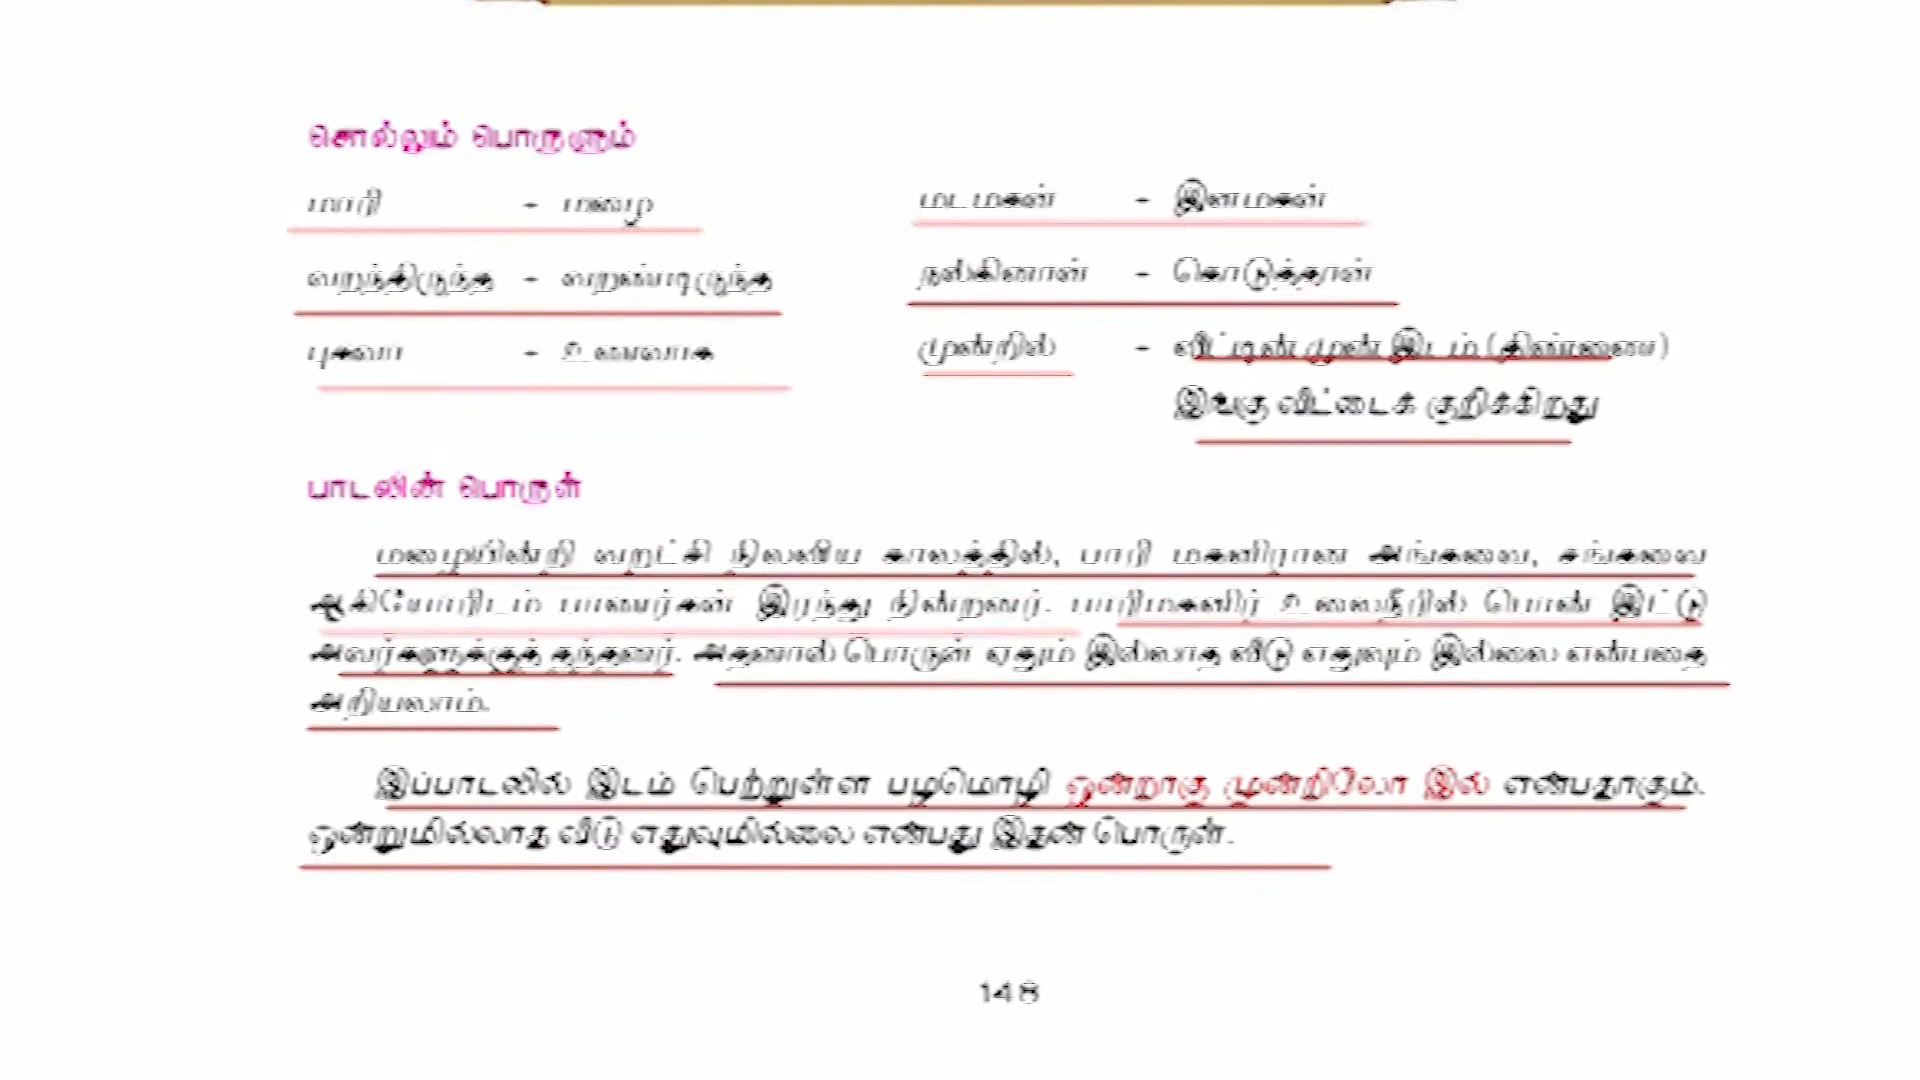 சொல்லும் பொருளும்
மாரி - மழை
வறந்திருந்த - வறண்டிருந்த
புகவா - உணவாக
மடமகள் - இளமகள்
நல்கினாள் - கொடுத்தாள்
முன்றில் - வீட்டின் முன் இடம் (திண்ணை)
இங்கு வீட்டைக் குறிக்கிறது
பாடலின் பொருள்
மழையின்றி வறட்சி நிலவிய காலத்தில், பாரி மகளிரான அங்கவை, சங்கவை
ஆகியோரிடம் பாணர்கள் இரந்து நின்றனர். பாரிமகளிர் உலைநீரில் பொன் இட்டு
அவர்களுக்குத் தந்தனர். அதனால் பொருள் ஏதும் இல்லாத வீடு எதுவும் இல்லை என்பதை
அறியலாம்.
இப்பாடலில் இடம் பெற்றுள்ள பழமொழி ஒன்றாகு முன்றிலோ இல் என்பதாகும்.
ஒன்றுமில்லாத வீடு எதுவுமில்லை என்பது இதன் பொருள்.
148